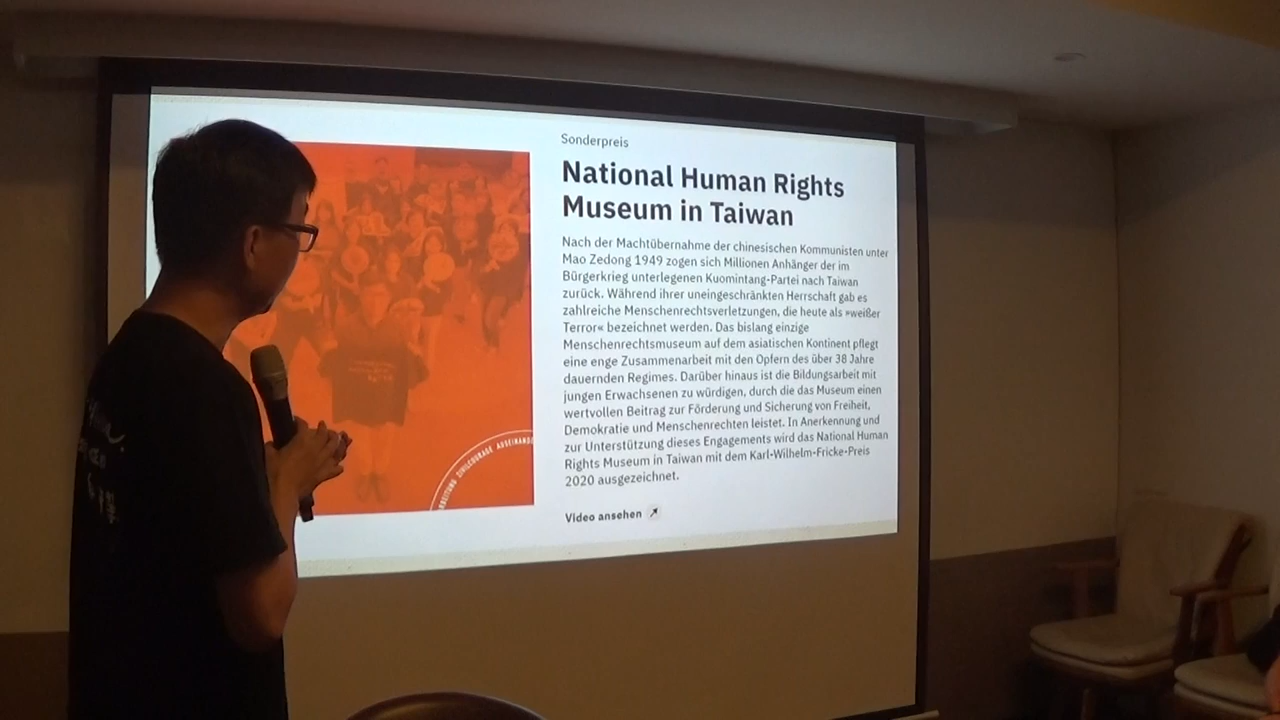 Sonderpreis
National Human Rights
Museum in Taiwan
Nach der Machtübernahme der chinesischen Kommunisten unter
Mao Zedong 1949 zogen sich Millionen Anhänger der im
Bürgerkrieg unterlegenen Kuomintang-Partei nach Taiwan
zurück. Während ihrer uneingeschränkten Herrschaft gab es
zahlreiche Menschenrechtsverletzungen, die heute als »weißer
Terror« bezeichnet werden. Das bislang einzige
Menschenrechtsmuseum auf dem asiatischen Kontinent pflegt
eine enge Zusammenarbeit mit den Opfern des über 38 Jahre
dauernden Regimes. Darüber hinaus ist die Bildungsarbeit mit
jungen Erwachsenen zu würdigen, durch die das Museum einen
wertvollen Beitrag zur Förderung und Sicherung von Freiheit,
Demokratie und Menschenrechten leistet. In Anerkennung und
zur Unterstützung dieses Engagements wird das National Human
Rights Museum in Taiwan mit dem Karl-Wilhelm-Fricke-Preis
2020 ausgezeichnet.
Video ansehen
ZIVILCOURAGE